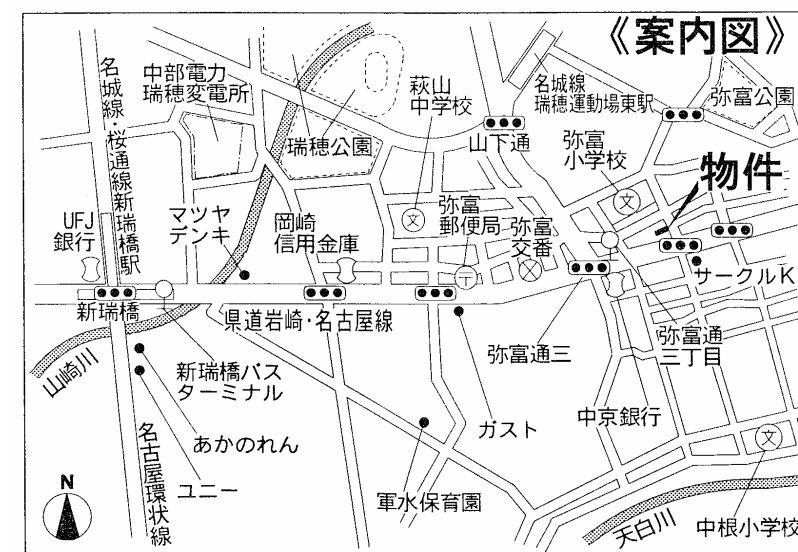 《案内図》
名城線・桜通線新瑞橋駅
中部電力
瑞穂変電所
瑞穂公園
萩山
中学校
名城線
瑞穂運動場東駅
弥富公園
山下通
弥富
小学校
物件
UFJ
銀行
マツヤ
デンキ
岡崎
信用金庫
弥富
郵便局
弥富
交番
文
文
〒
サークルK
新瑞橋
県道岩崎・名古屋線
弥富通三
弥富通
三丁目
山崎川
新瑞橋バス
ターミナル
あかのれん
ユニー
名古屋環状線
ガスト
中京銀行
軍水保育園
文
天白川
中根小学校
N